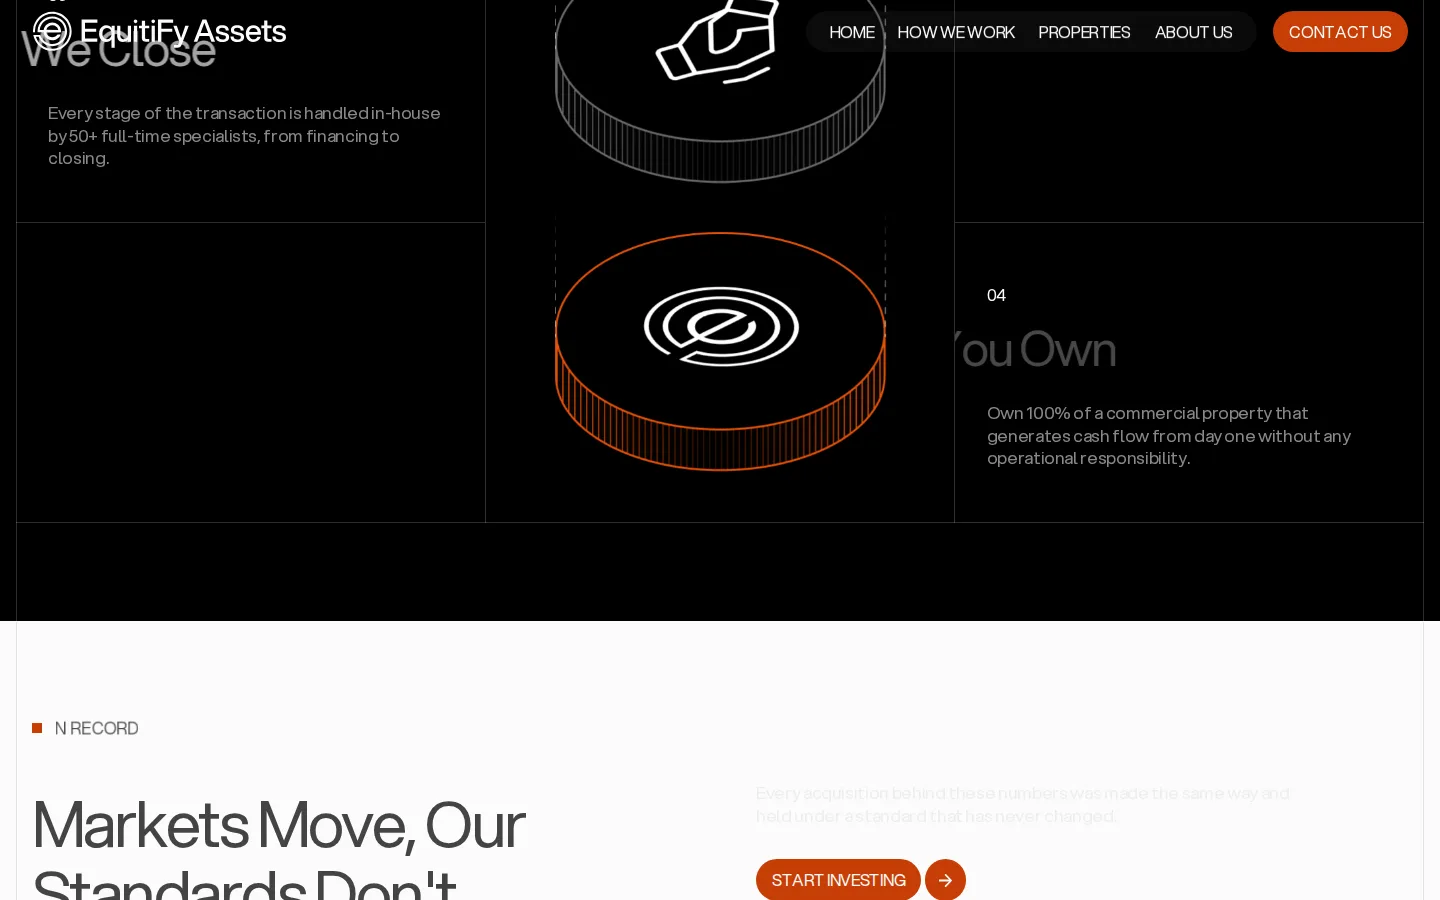 EquitiFy Assets
HOME
HOW WE WORK
PROPERTIES
ABOUT US
CONTACT US
We Close
Every stage of the transaction is handled in-house
by 50+ full-time specialists, from financing to
closing.
04
You Own
Own 100% of a commercial property that
generates cash flow from day one without any
operational responsibility.
N RECORD
Markets Move, Our
Standards Don't
Every acquisition behind these numbers was made the same way and
held under a standard that has never changed.
START INVESTING